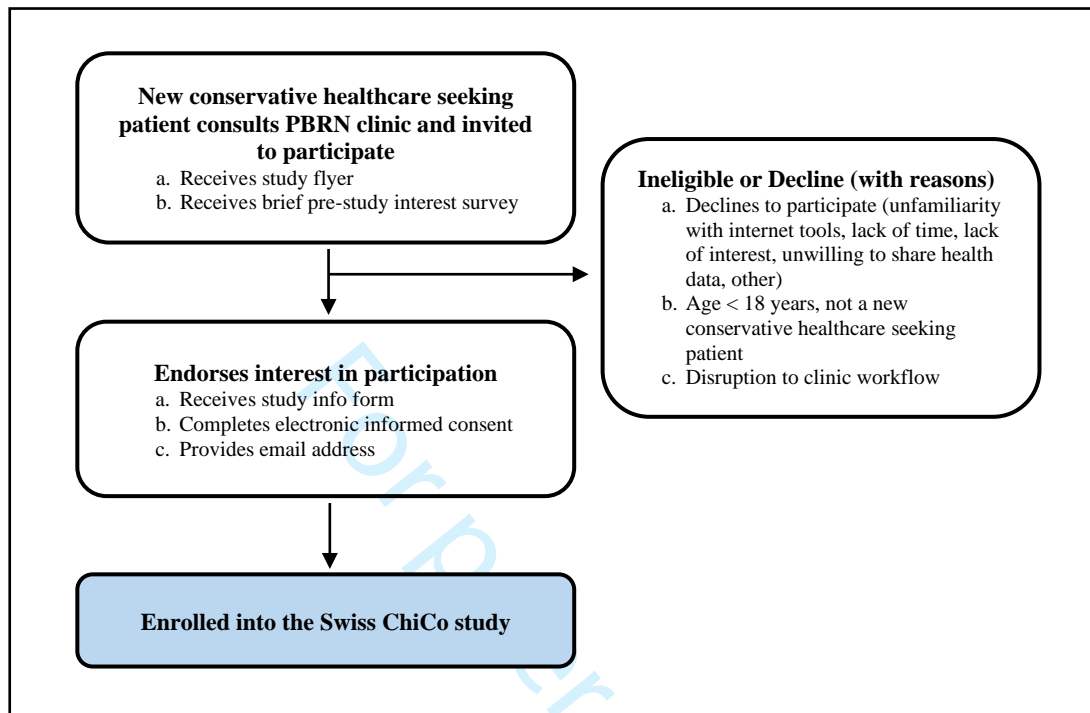 New conservative healthcare seeking
patient consults PBRN clinic and invited
to participate
a. Receives study flyer
b. Receives brief pre-study interest survey
Ineligible or Decline (with reasons)
a. Declines to participate (unfamiliarity
with internet tools, lack of time, lack
of interest, unwilling to share health
data, other)
b. Age < 18 years, not a new
conservative healthcare seeking
patient
c. Disruption to clinic workflow
Endorses interest in participation
a. Receives study info form
b. Completes electronic informed consent
c. Provides email address
Enrolled into the Swiss ChiCo study
For peer